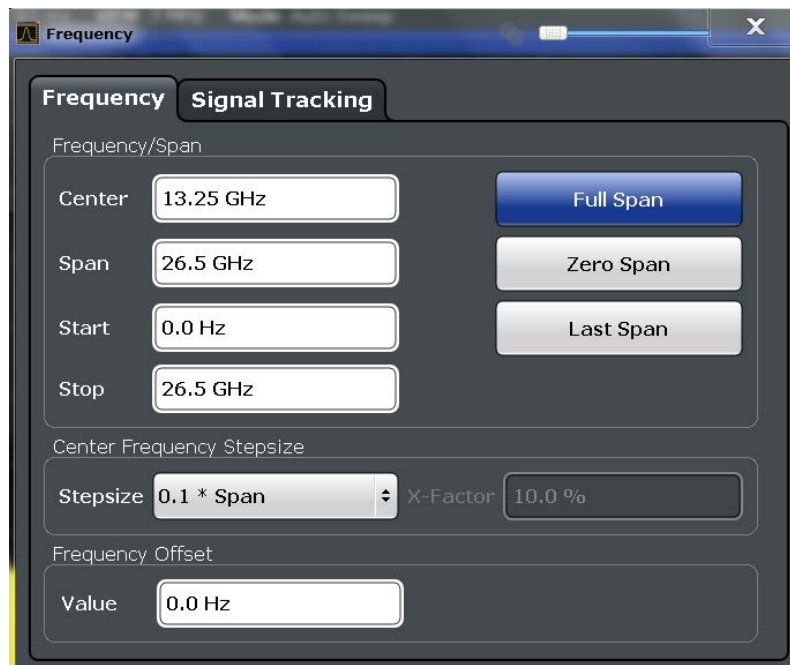 Frequency
X
Frequency
Signal Tracking
Frequency/Span
Center
13.25 GHz
Full Span
Span
26.5 GHz
Zero Span
Start
0.0 Hz
Last Span
Stop
26.5 GHz
Center Frequency Stepsize
Stepsize
0.1 * Span
X-Factor
10.0 %
Frequency Offset
Value
0.0 Hz